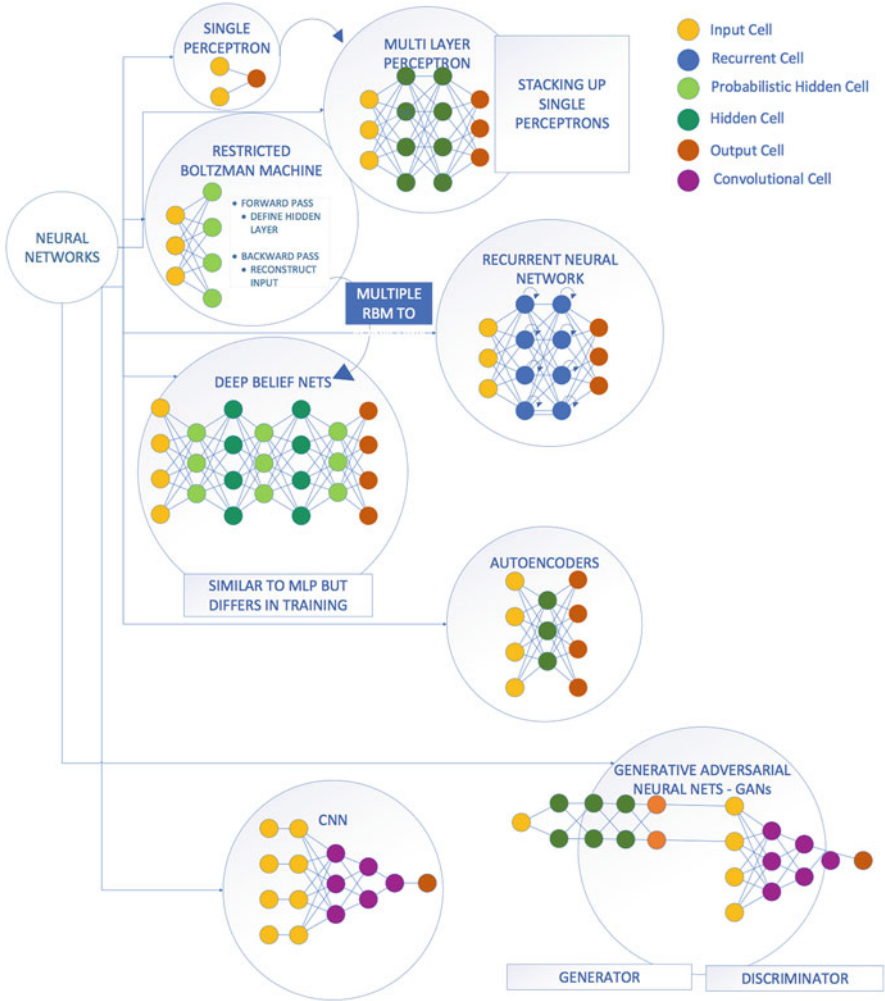 SINGLE
PERCEPTRON
MULTI LAYER
PERCEPTRON
STACKING UP
SINGLE
PERCEPTRONS
Input Cell
Recurrent Cell
Probabilistic Hidden Cell
Hidden Cell
Output Cell
Convolutional Cell
RESTRICTED
BOLTZMAN MACHINE
• FORWARD PASS
• DEFINE HIDDEN
LAYER
• BACKWARD PASS
• RECONSTRUCT
INPUT
NEURAL
NETWORKS
MULTIPLE
RBM TO
RECURRENT NEURAL
NETWORK
DEEP BELIEF NETS
SIMILAR TO MLP BUT
DIFFERS IN TRAINING
AUTOENCODERS
GENERATIVE ADVERSARIAL
NEURAL NETS - GANs
CNN
GENERATOR
DISCRIMINATOR